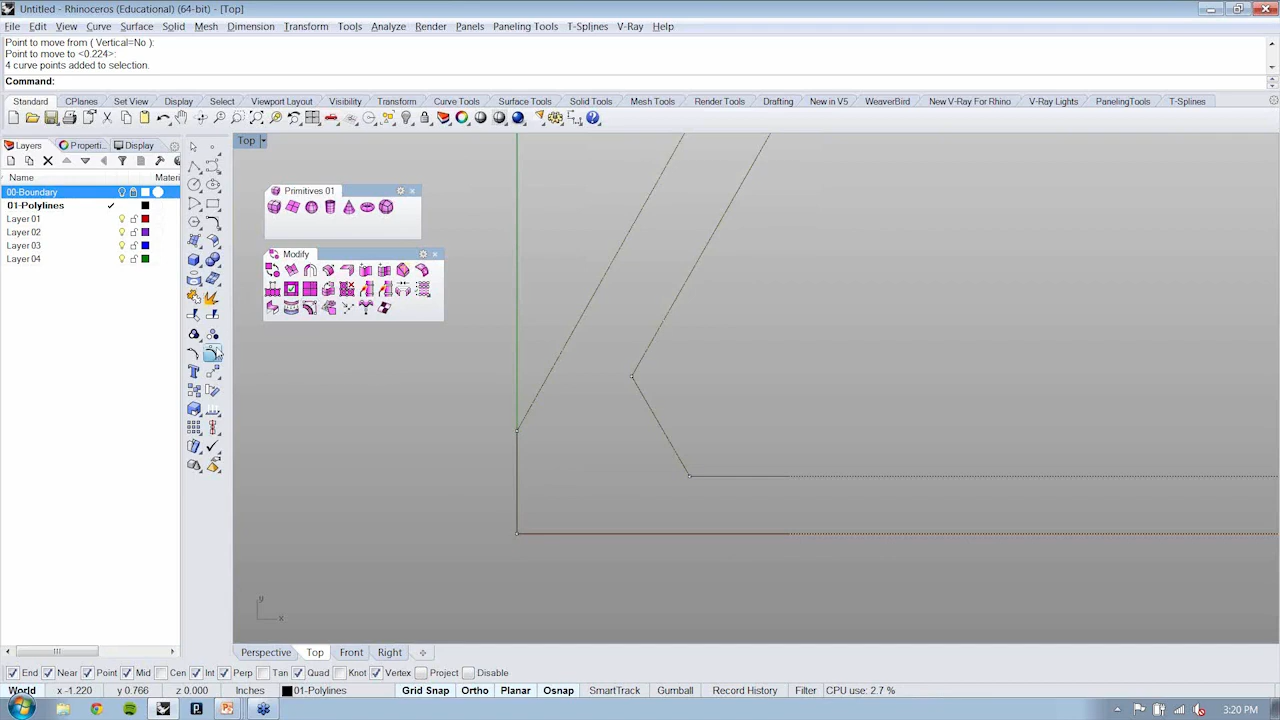 Untitled - Rhinoceros (Educational) (64-bit) - [Top]
File Edit View Curve Surface Solid Mesh Dimension Transform Tools Analyze Render Panels Paneling Tools T-Splines V-Ray Help
Point to move from ( Vertical=No ):
Point to move to <0.224>:
4 curve points added to selection.
Command:
Standard CPlanes Set View Display Select Viewport Layout Visibility Transform Curve Tools Surface Tools Solid Tools Mesh Tools Render Tools Drafting New in V5 WeaverBird New V-Ray For Rhino V-Ray Lights PanelingTools T-Splines
Layers Properti... Display
Top
Name Materi
00-Boundary
01-Polylines
Layer 01
Layer 02
Layer 03
Layer 04
Primitives 01
Modify
y
x
Perspective Top Front Right
End Near Point Mid Cen Int Perp Tan Quad Knot Vertex Project Disable
World x -1.220 y 0.766 z 0.000 Inches 01-Polylines Grid Snap Ortho Planar Osnap SmartTrack Gumball Record History Filter CPU use: 2.7 %
3:20 PM